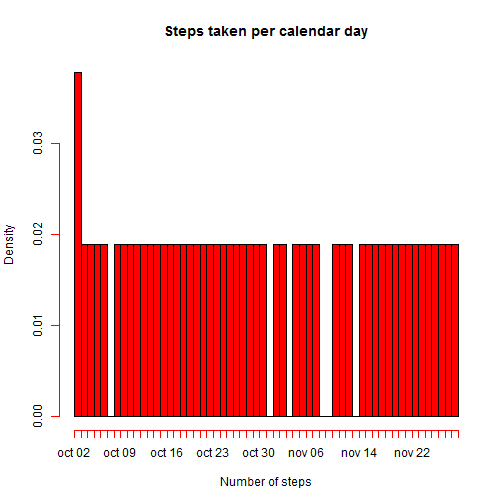 Steps taken per calendar day
Density
0.03
0.02
0.01
0.00
oct 02 oct 09 oct 16 oct 23 oct 30 nov 06 nov 14 nov 22
Number of steps